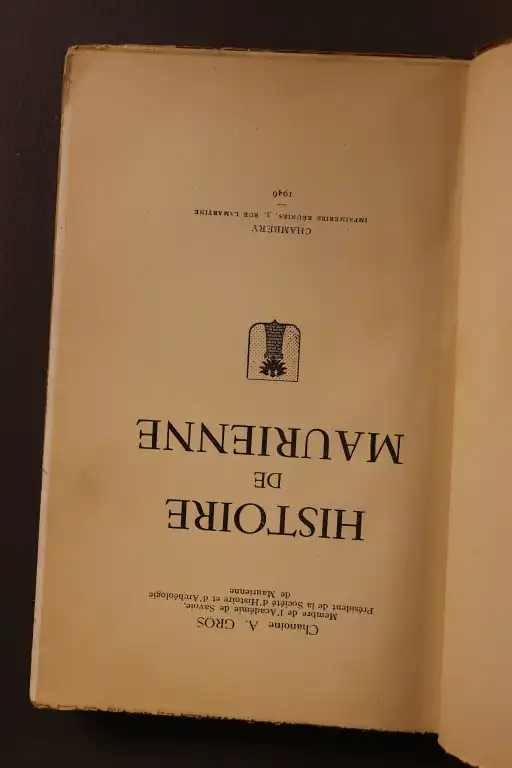 Chanoine A. GROS
Membre de l'Académie de Savoie,
Président de la Société d'Histoire et d'Archéologie
de Maurienne
HISTOIRE
DE
MAURIENNE
CHAMBÉRY
IMPRIMERIES RÉUNIES, 3, RUE LAMARTINE
—
1946